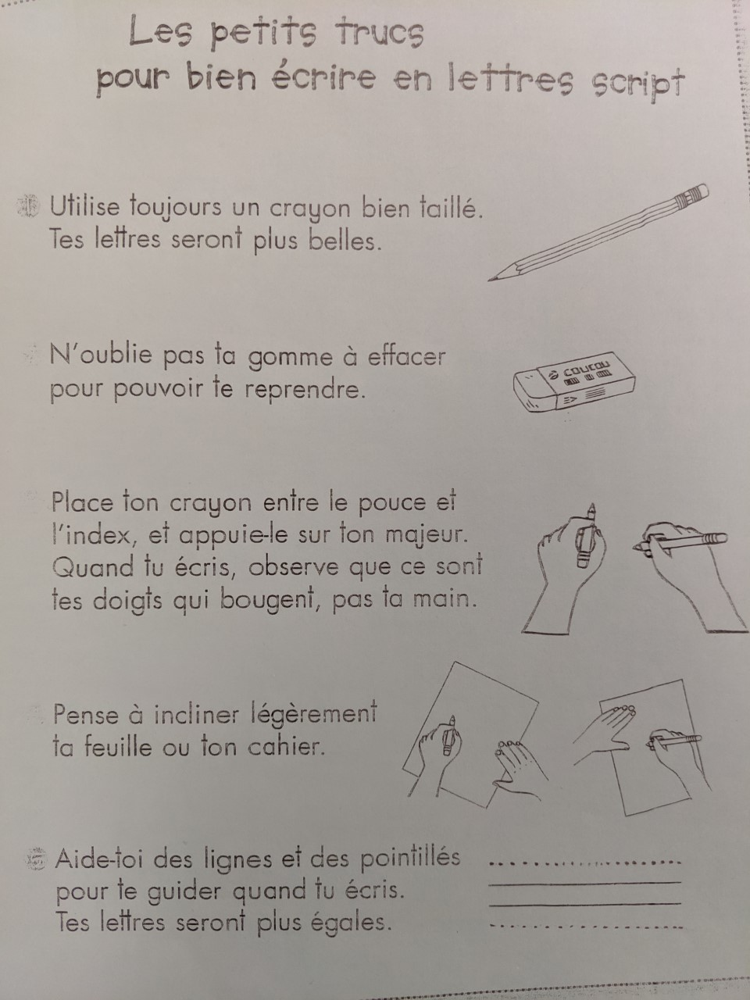 Les petits trucs
pour bien écrire en lettres script
1 Utilise toujours un crayon bien taillé.
Tes lettres seront plus belles.
N'oublie pas ta gomme à effacer
pour pouvoir te reprendre.
COUCOU
Place ton crayon entre le pouce et
l'index, et appuie-le sur ton majeur.
Quand tu écris, observe que ce sont
tes doigts qui bougent, pas ta main.
Pense à incliner légèrement
ta feuille ou ton cahier.
5 Aide-toi des lignes et des pointillés
pour te guider quand tu écris.
Tes lettres seront plus égales.